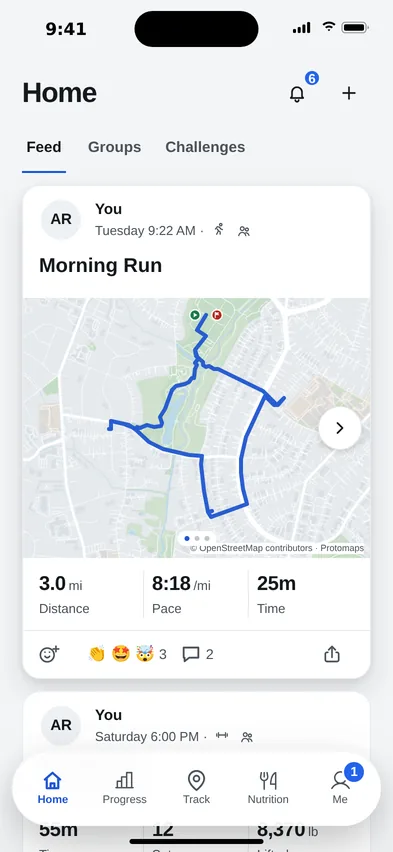 9:41
Home
6
Feed Groups Challenges
AR
You
Tuesday 9:22 AM ·
Morning Run
© OpenStreetMap contributors · Protomaps
3.0 mi 8:18 /mi 25m
Distance Pace Time
3 2
AR
You
Saturday 6:00 PM ·
1
Home Progress Track Nutrition Me
55m 12 8,370 lb